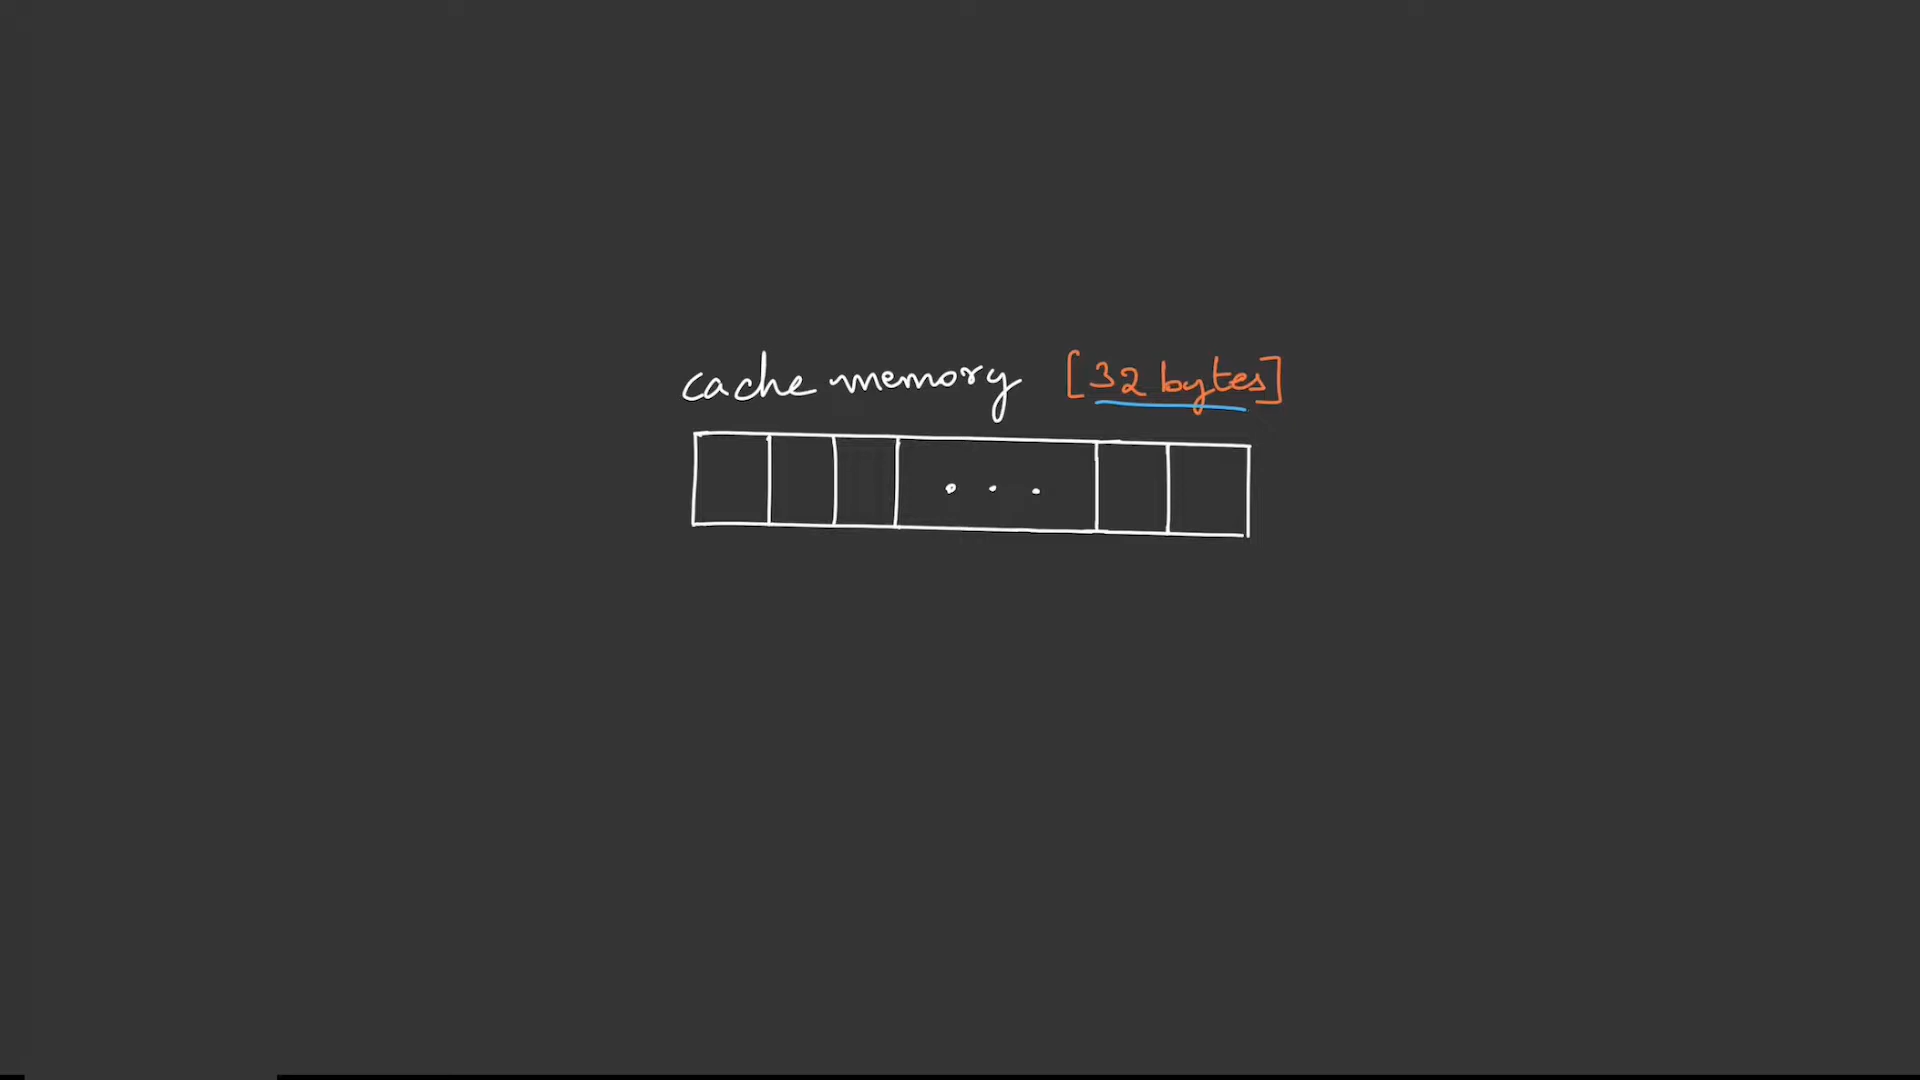 cache memory [32 bytes]
. . .